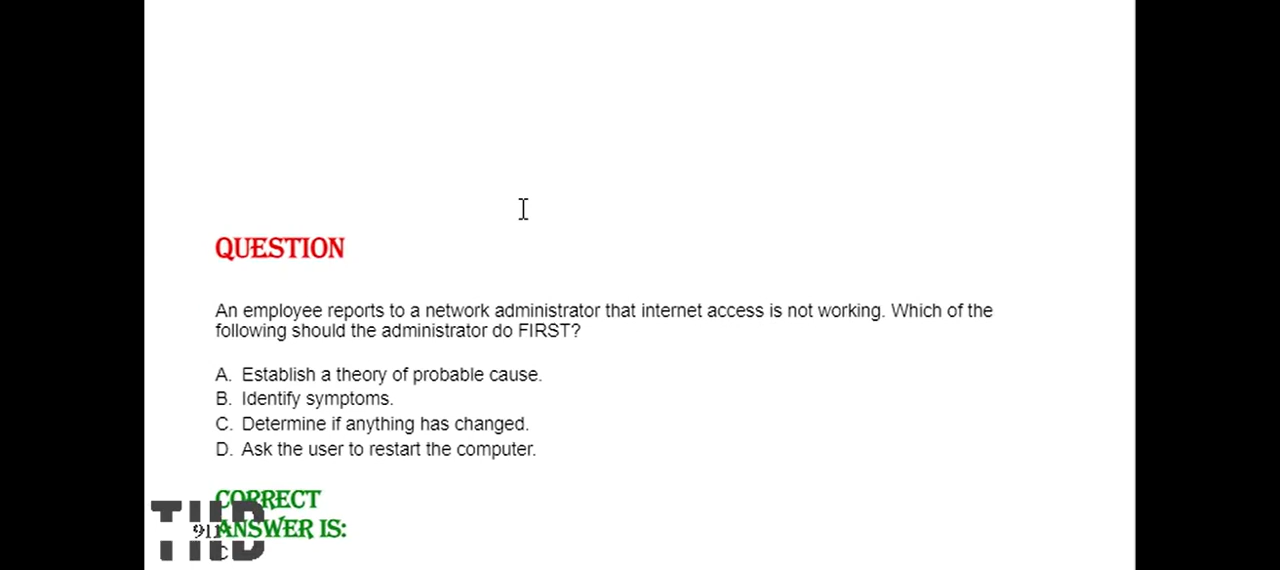 QUESTION
An employee reports to a network administrator that internet access is not working. Which of the
following should the administrator do FIRST?
A. Establish a theory of probable cause.
B. Identify symptoms.
C. Determine if anything has changed.
D. Ask the user to restart the computer.
CORRECT
ANSWER IS:
911
C